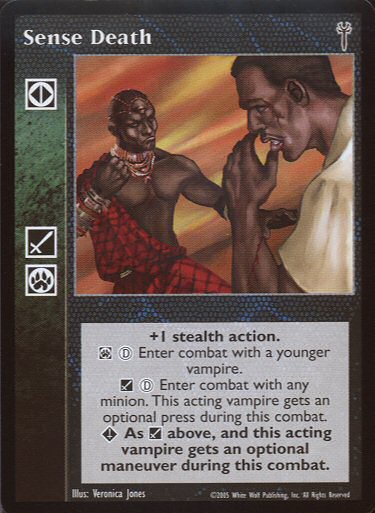 Sense Death
+1 stealth action.
Ⓓ Enter combat with a younger
vampire.
Ⓓ Enter combat with any
minion. This acting vampire gets an
optional press during this combat.
As above, and this acting
vampire gets an optional
maneuver during this combat.
Illus: Veronica Jones
©2005 White Wolf Publishing, Inc. All Rights Reserved